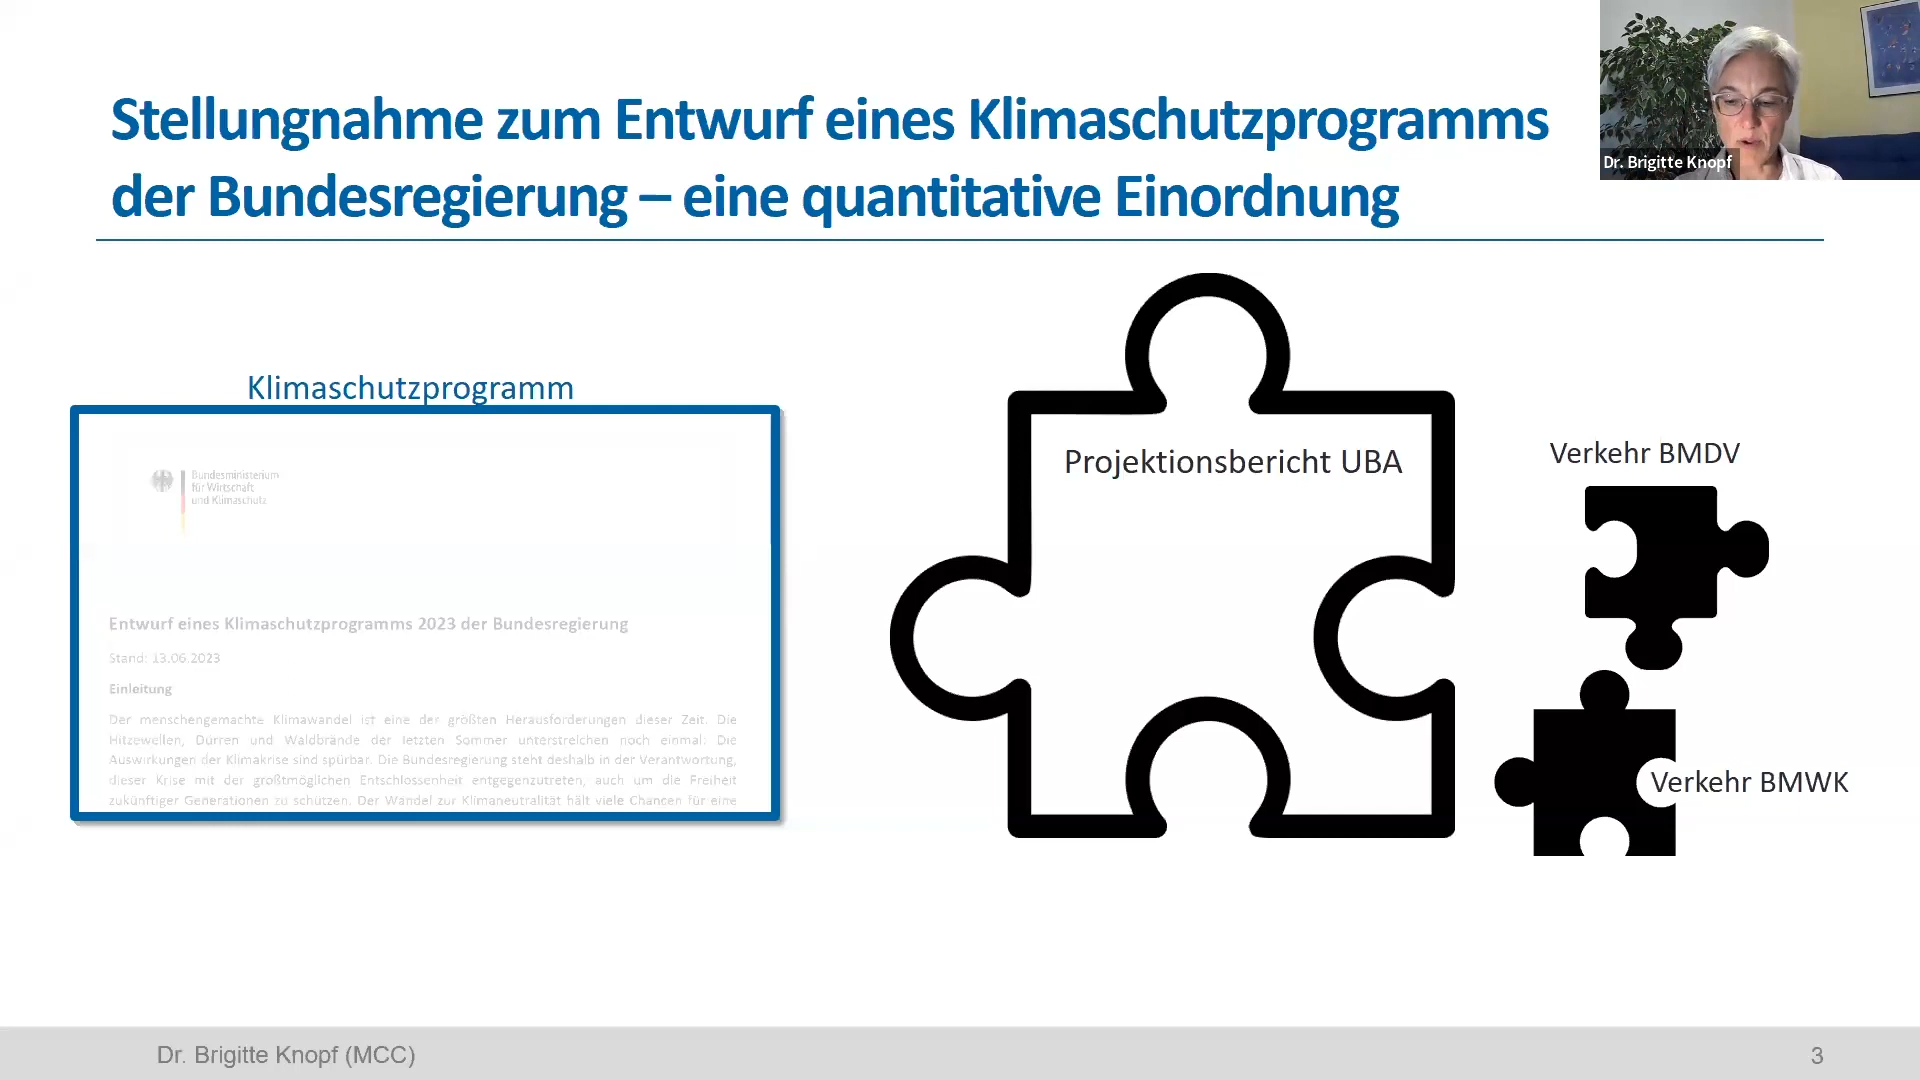 Stellungnahme zum Entwurf eines Klimaschutzprogramms
der Bundesregierung – eine quantitative Einordnung
Dr. Brigitte Knopf
Klimaschutzprogramm
Bundesministerium
für Wirtschaft
und Klimaschutz
Entwurf eines Klimaschutzprogramms 2023 der Bundesregierung
Stand: 13.06.2023
Einleitung
Der menschengemachte Klimawandel ist eine der größten Herausforderungen dieser Zeit. Die
Hitzewellen, Dürren und Waldbrände der letzten Sommer unterstreichen noch einmal: Die
Auswirkungen der Klimakrise sind spürbar. Die Bundesregierung steht deshalb in der Verantwortung,
dieser Krise mit der größtmöglichen Entschlossenheit entgegenzutreten, auch um die Freiheit
zukünftiger Generationen zu schützen. Der Wandel zur Klimaneutralität hält viele Chancen für eine
Projektionsbericht UBA
Verkehr BMDV
Verkehr BMWK
Dr. Brigitte Knopf (MCC)
3